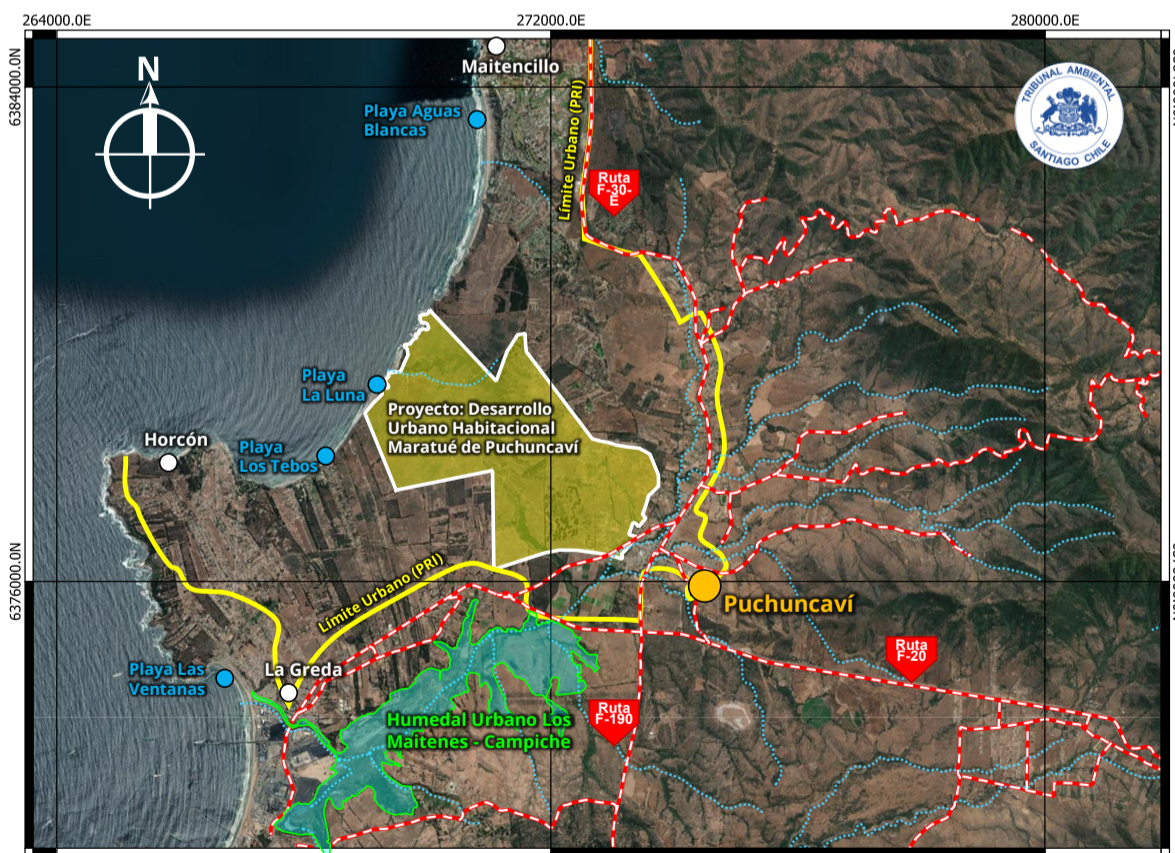 264000.0E
272000.0E
280000.0E
6384000.0N
6376000.0N
N
Maitencillo
Playa Aguas
Blancas
Límite Urbano (PRI)
Ruta
F-30-
E
TRIBUNAL AMBIENTAL
SANTIAGO CHILE
Playa
La Luna
Proyecto: Desarrollo
Urbano Habitacional
Maratué de Puchuncaví
Horcón
Playa
Los Tebos
Límite Urbano (PRI)
Puchuncaví
Playa Las
Ventanas
La Greda
Ruta
F-20
Humedal Urbano Los
Maitenes - Campiche
Ruta
F-190